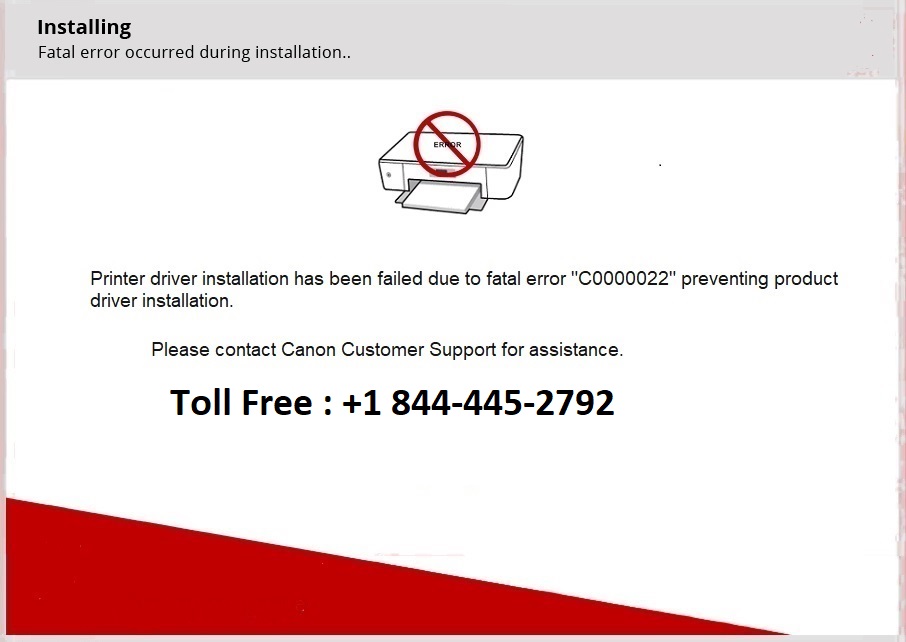 Installing
Fatal error occurred during installation..
ERROR
Printer driver installation has been failed due to fatal error "C0000022" preventing product
driver installation.
Please contact Canon Customer Support for assistance.
Toll Free : +1 844-445-2792